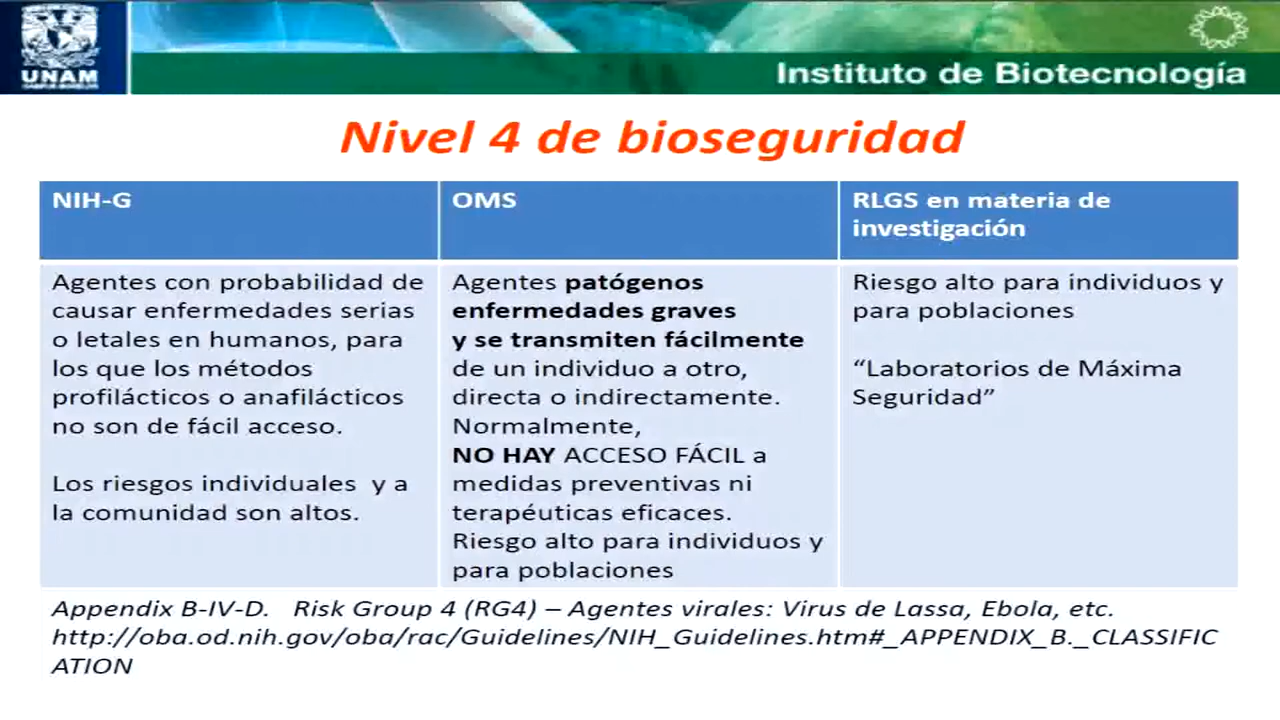 UNAM
Instituto de Biotecnología
Nivel 4 de bioseguridad
NIH-G
Agentes con probabilidad de
causar enfermedades serias
o letales en humanos, para
los que los métodos
profilácticos o anafilácticos
no son de fácil acceso.
Los riesgos individuales y a
la comunidad son altos.
OMS
Agentes patógenos
enfermedades graves
y se transmiten fácilmente
de un individuo a otro,
directa o indirectamente.
Normalmente,
NO HAY ACCESO FÁCIL a
medidas preventivas ni
terapéuticas eficaces.
Riesgo alto para individuos y
para poblaciones
RLGS en materia de
investigación
Riesgo alto para individuos y
para poblaciones
“Laboratorios de Máxima
Seguridad”
Appendix B-IV-D. Risk Group 4 (RG4) – Agentes virales: Virus de Lassa, Ebola, etc.
http://oba.od.nih.gov/oba/rac/Guidelines/NIH_Guidelines.htm#_APPENDIX_B._CLASSIFIC
ATION